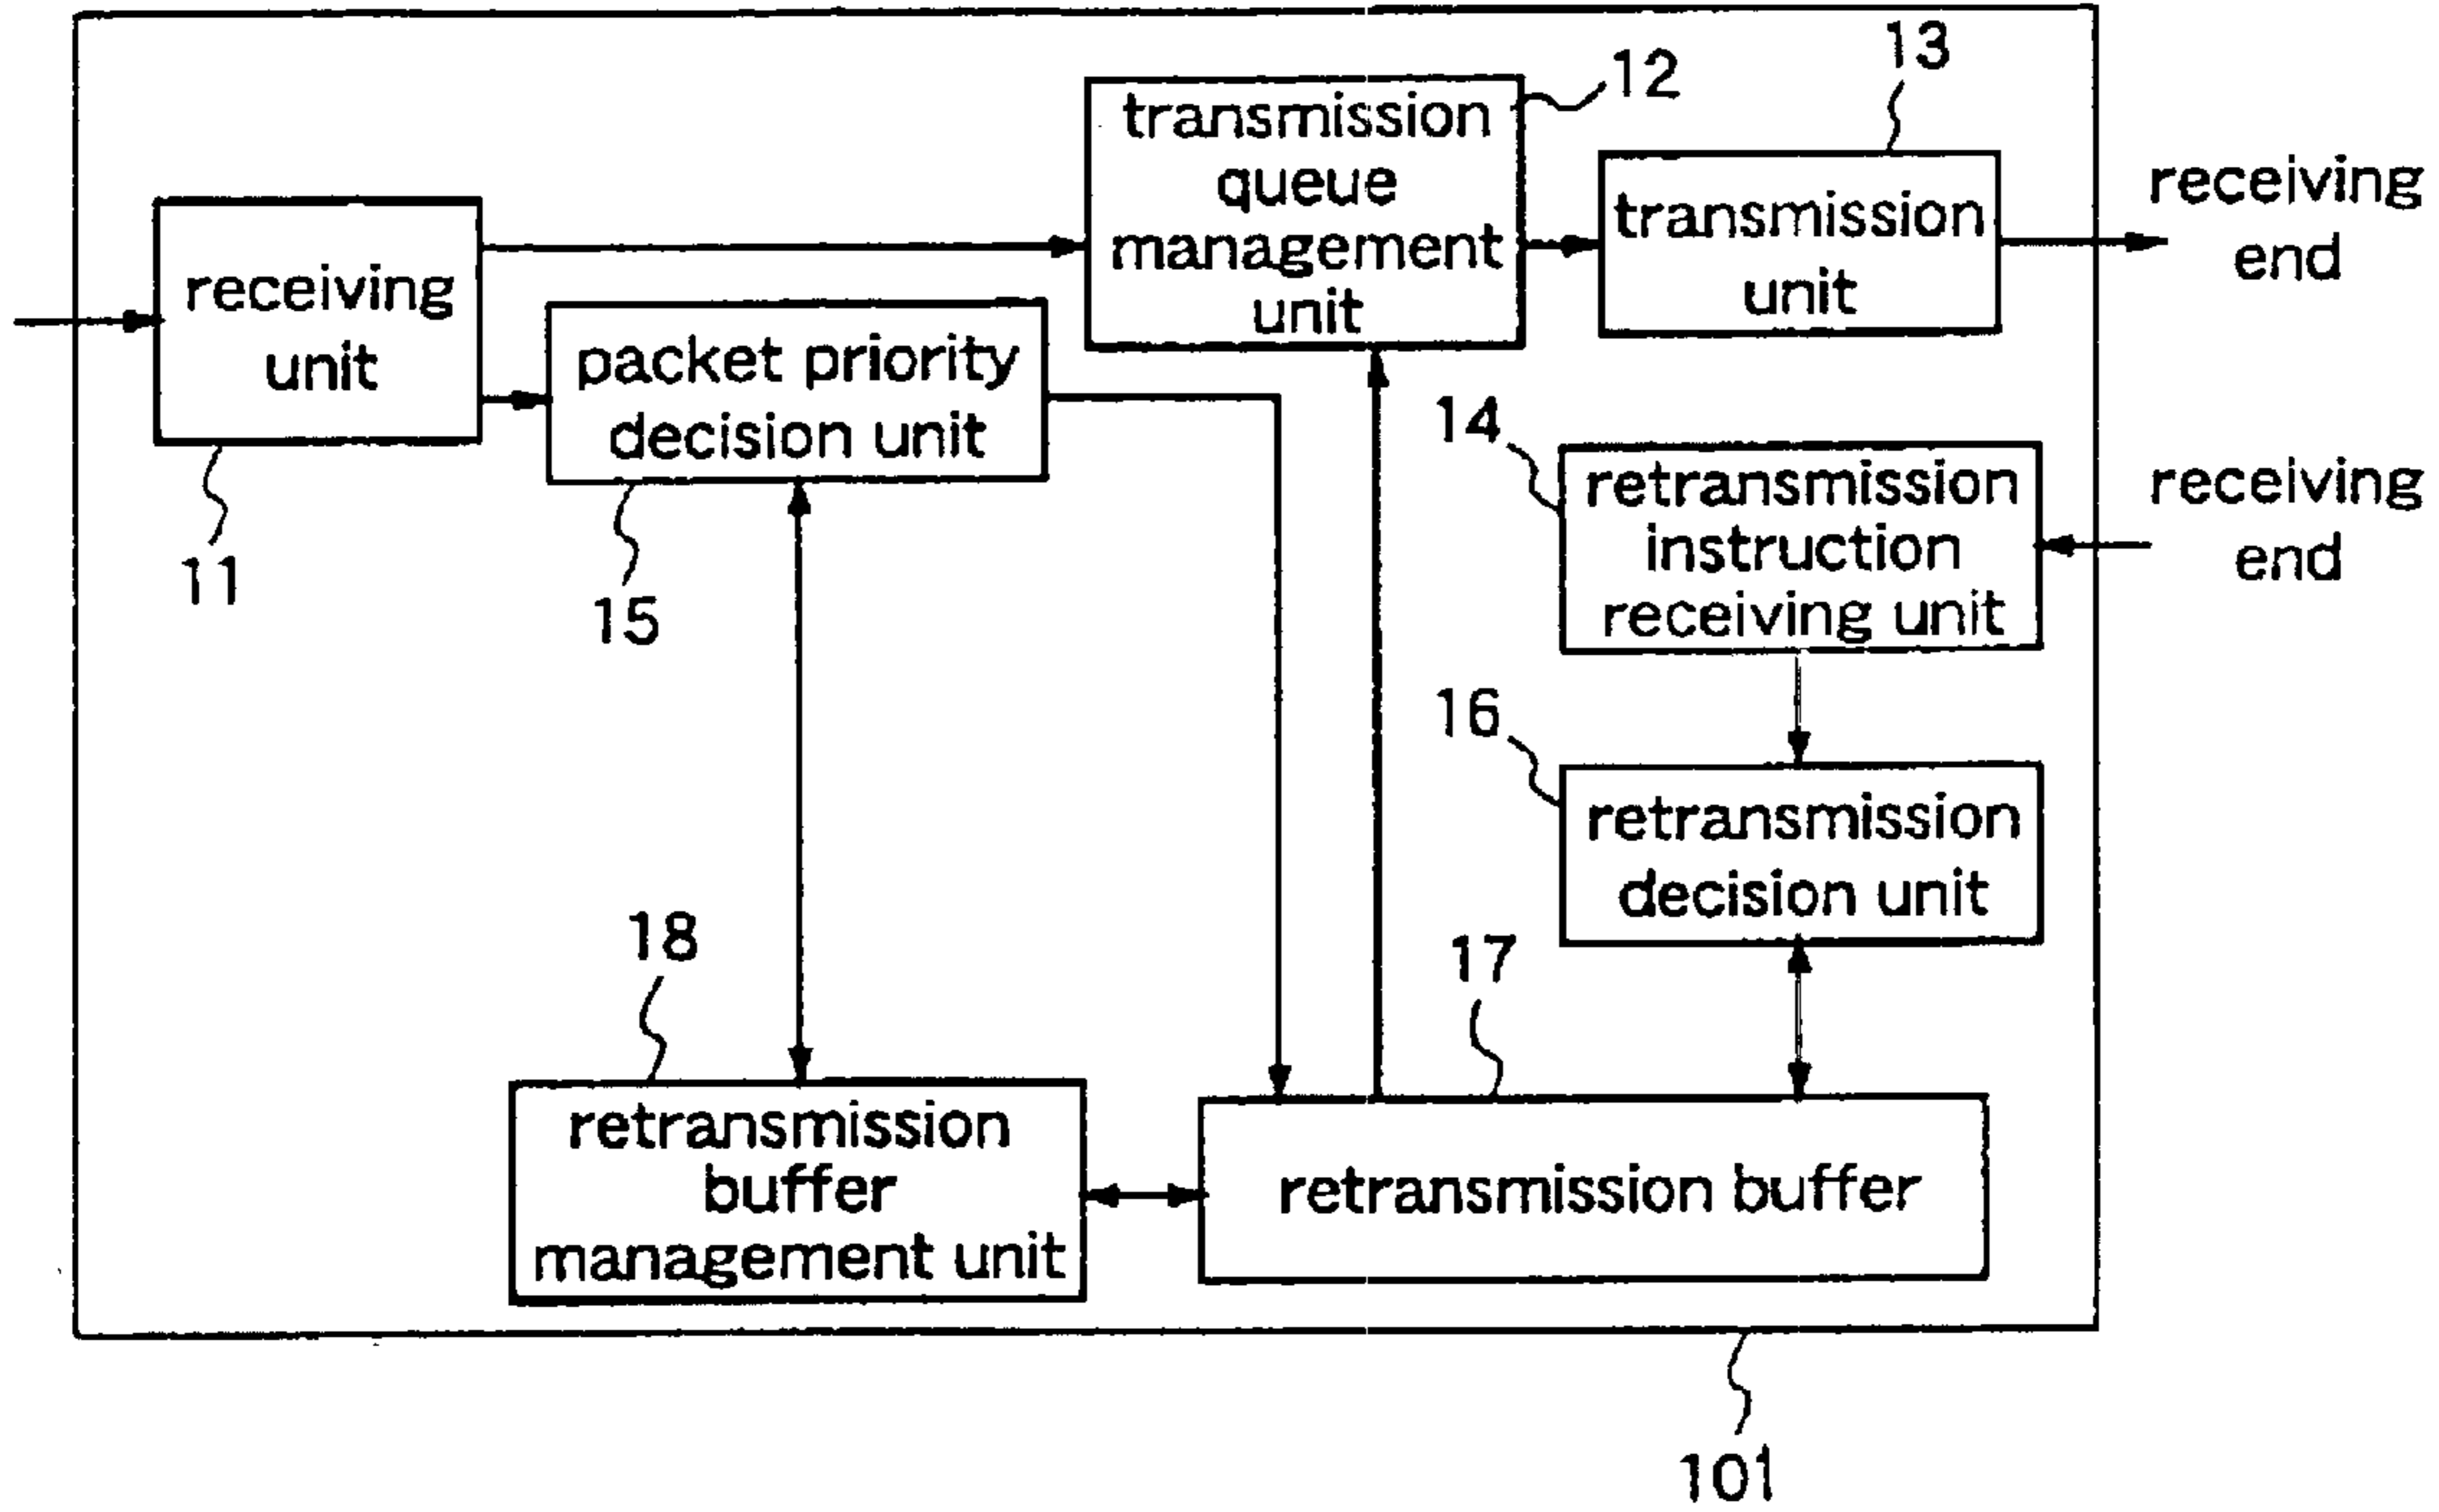 12
13
transmission
queue
management
unit
transmission
unit
receiving
end
receiving
unit
11
packet priority
decision unit
15
14
retransmission
instruction
receiving unit
receiving
end
16
retransmission
decision unit
18
17
retransmission
buffer
management unit
retransmission buffer
101